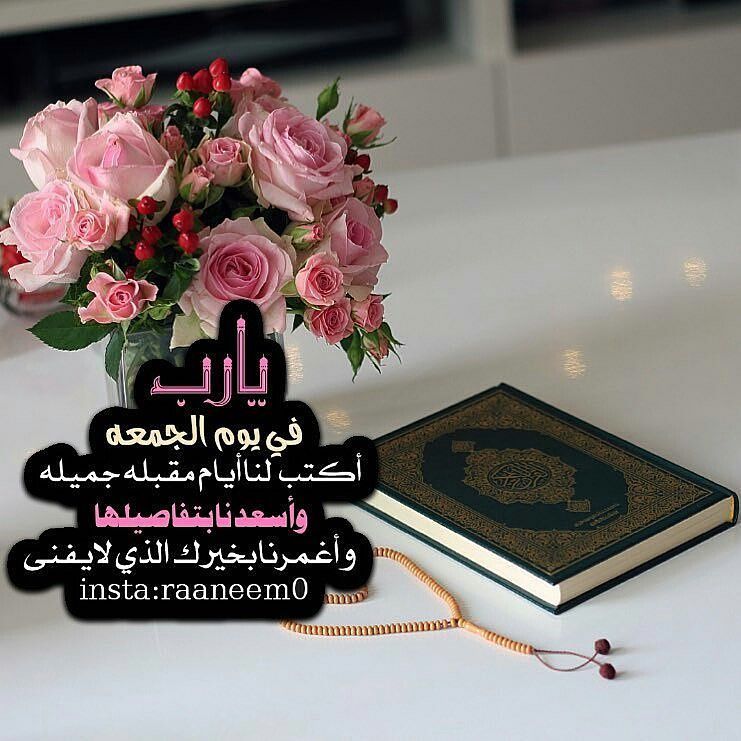 يارب
في يوم الجمعه
أكتب لنا أيام مقبله جميله
وأسعدنا بتفاصيلها
وأغمرنا بخيرك الذي لايفنى
insta:raaneem0